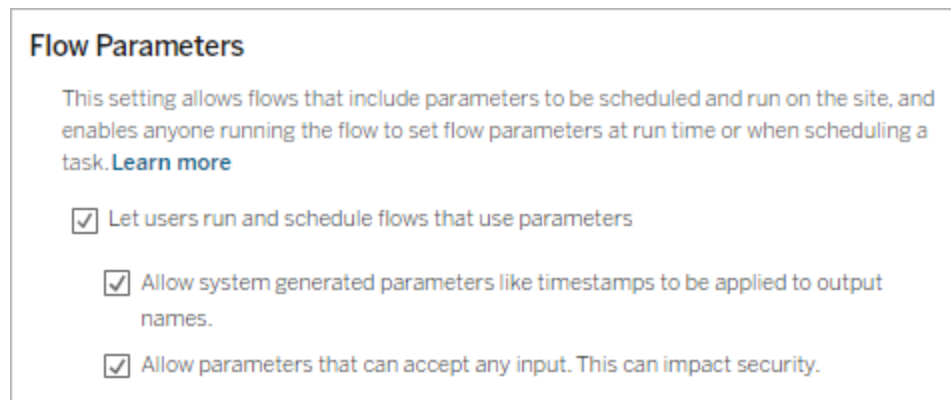 Flow Parameters
This setting allows flows that include parameters to be scheduled and run on the site, and
enables anyone running the flow to set flow parameters at run time or when scheduling a
task. Learn more
Let users run and schedule flows that use parameters
Allow system generated parameters like timestamps to be applied to output
names.
Allow parameters that can accept any input. This can impact security.